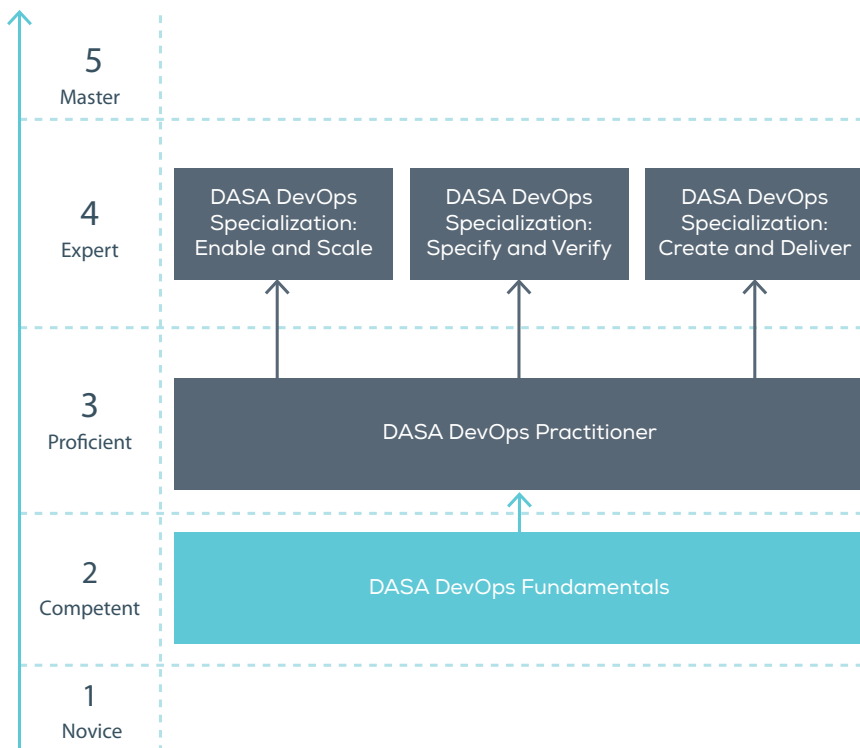 5
Master
4
Expert
DASA DevOps
Specialization:
Enable and Scale
DASA DevOps
Specialization:
Specify and Verify
DASA DevOps
Specialization:
Create and Deliver
3
Proficient
DASA DevOps Practitioner
2
Competent
DASA DevOps Fundamentals
1
Novice